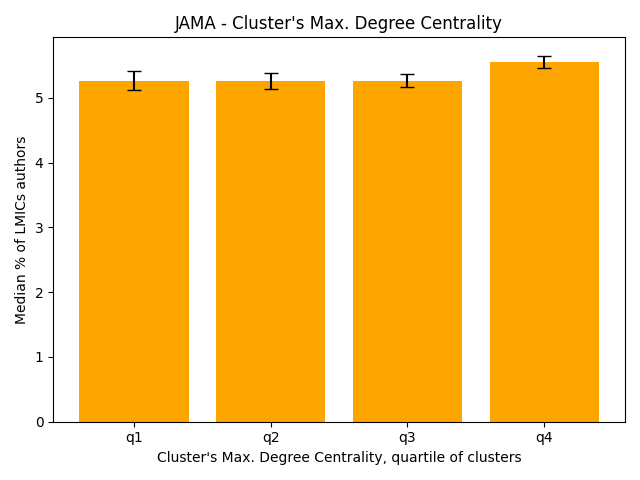 JAMA - Cluster's Max. Degree Centrality
Median % of LMICs authors
5
4
3
2
1
0
q1 q2 q3 q4
Cluster's Max. Degree Centrality, quartile of clusters